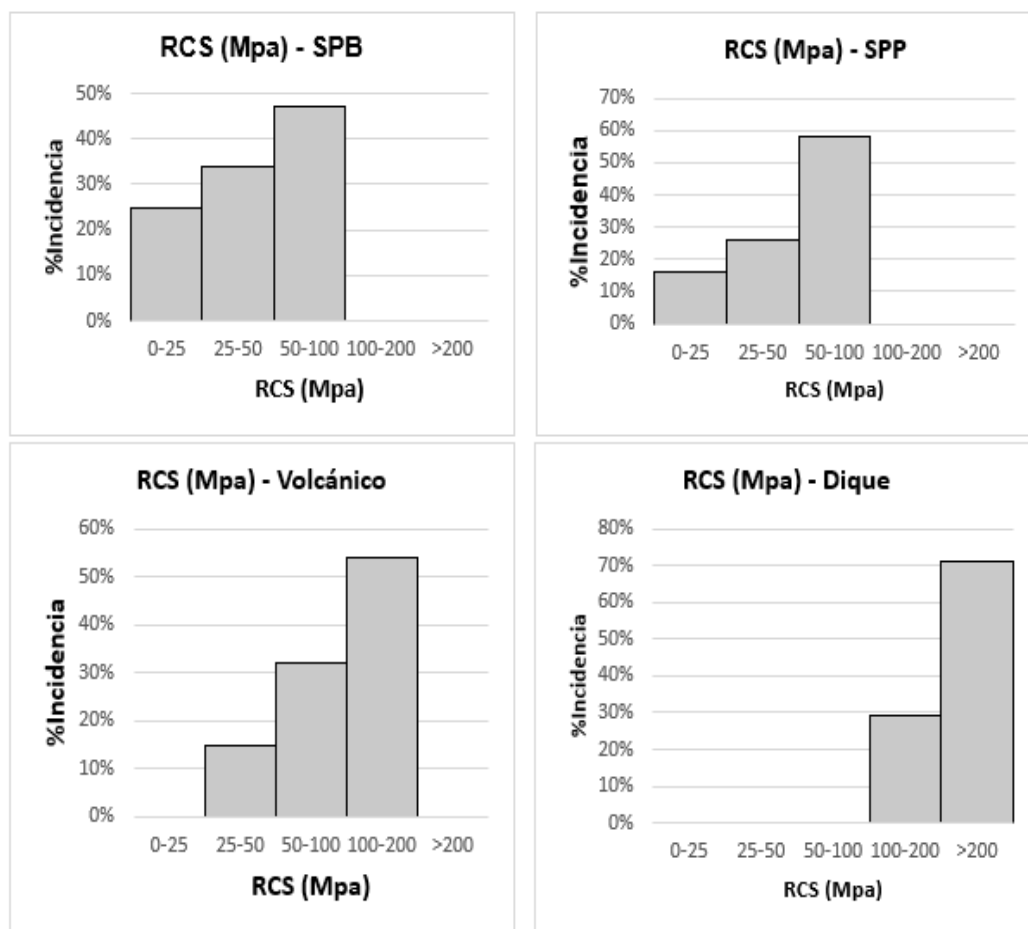 RCS (Mpa) - SPB
%Incidencia
50%
40%
30%
20%
10%
0%
0-25 25-50 50-100 100-200 >200
RCS (Mpa)
RCS (Mpa) - SPP
%Incidencia
70%
60%
50%
40%
30%
20%
10%
0%
0-25 25-50 50-100 100-200 >200
RCS (Mpa)
RCS (Mpa) - Volcánico
%Incidencia
60%
50%
40%
30%
20%
10%
0%
0-25 25-50 50-100 100-200 >200
RCS (Mpa)
RCS (Mpa) - Dique
%Incidencia
80%
70%
60%
50%
40%
30%
20%
10%
0%
0-25 25-50 50-100 100-200 >200
RCS (Mpa)